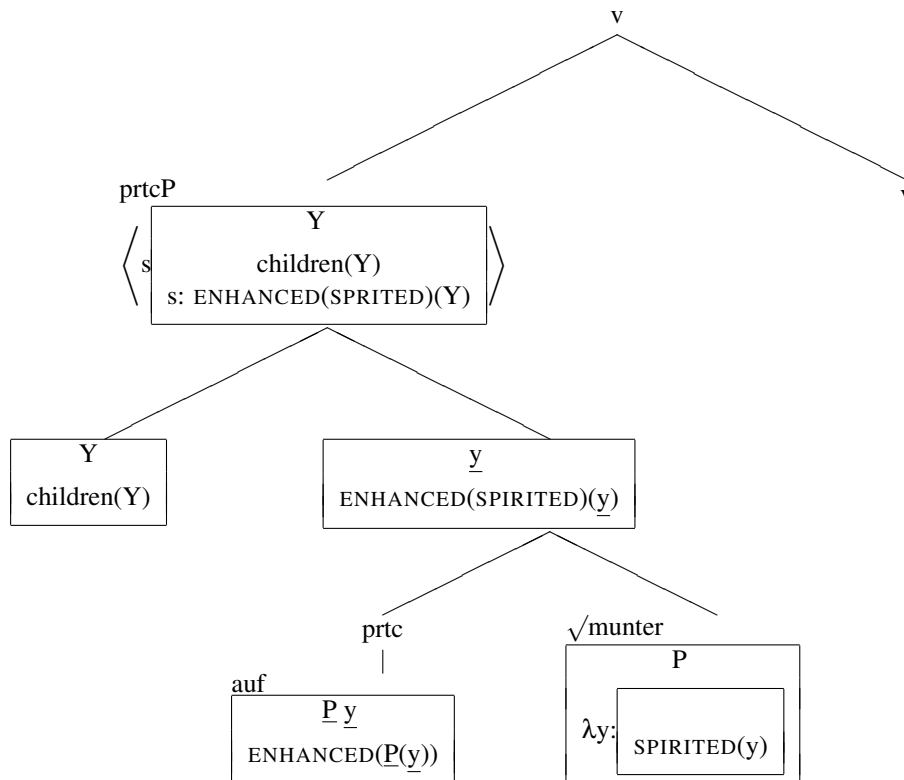 v
prtcP
v
Y
s children(Y)
s: ENHANCED(SPRITED)(Y)
Y
children(Y)
y
ENHANCED(SPIRITED)(y)
prtc
√munter
auf
P
P y
λy:
ENHANCED(P(y))
SPIRITED(y)